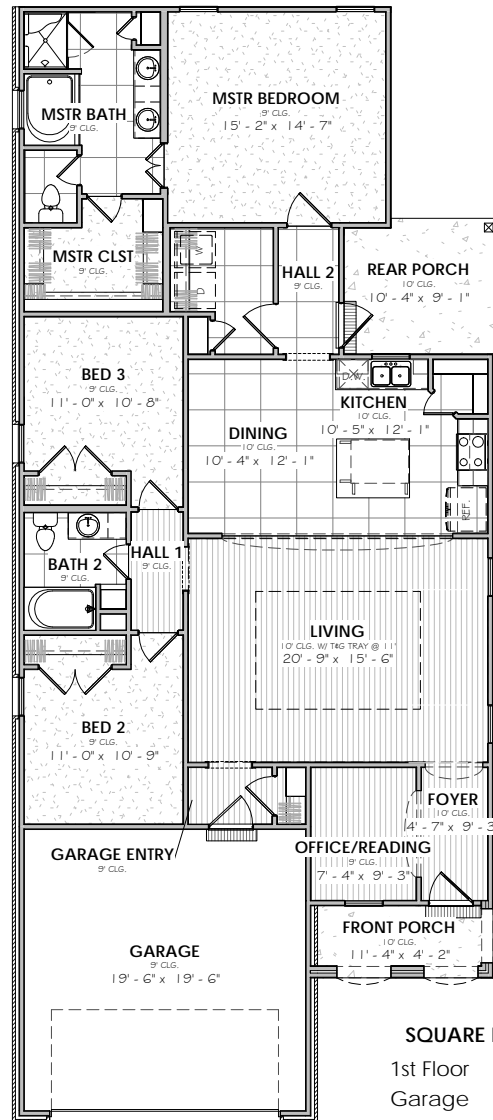 MSTR BEDROOM
9' CLG.
15' - 2" x 14' - 7"
MSTR BATH
9' CLG.
MSTR CLST
9' CLG.
W
D
HALL 2
9' CLG.
REAR PORCH
10' CLG.
10' - 4" x 9' - 1"
BED 3
9' CLG.
11' - 0" x 10' - 8"
D.W.
KITCHEN
10' CLG.
10' - 5" x 12' - 1"
DINING
10' CLG.
10' - 4" x 12' - 1"
REF.
BATH 2
9' CLG.
HALL 1
9' CLG.
LIVING
10' CLG. W/ T&G TRAY @ 11'
20' - 9" x 15' - 6"
BED 2
9' CLG.
11' - 0" x 10' - 9"
FOYER
10' CLG.
4' - 7" x 9' - 3
GARAGE ENTRY
OFFICE/READING
9' CLG.
7' - 4" x 9' - 3"
FRONT PORCH
10' CLG.
11' - 4" x 4' - 2"
GARAGE
9' CLG.
19' - 6" x 19' - 6"
SQUARE
1st Floor
Garage